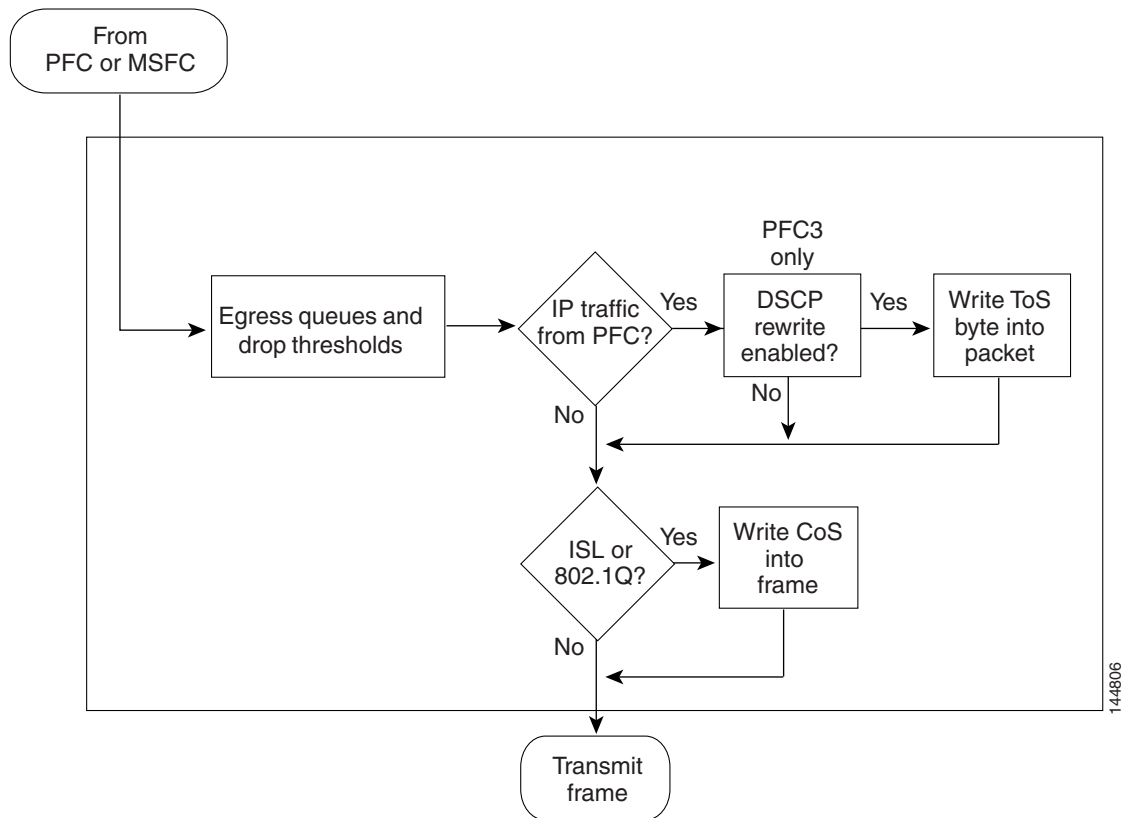 From
PFC or MSFC
PFC3
only
Egress queues and
drop thresholds
IP traffic
from PFC?
Yes
DSCP
rewrite
enabled?
Yes
Write ToS
byte into
packet
No
No
ISL or
802.1Q?
Yes
Write CoS
into
frame
No
144806
Transmit
frame